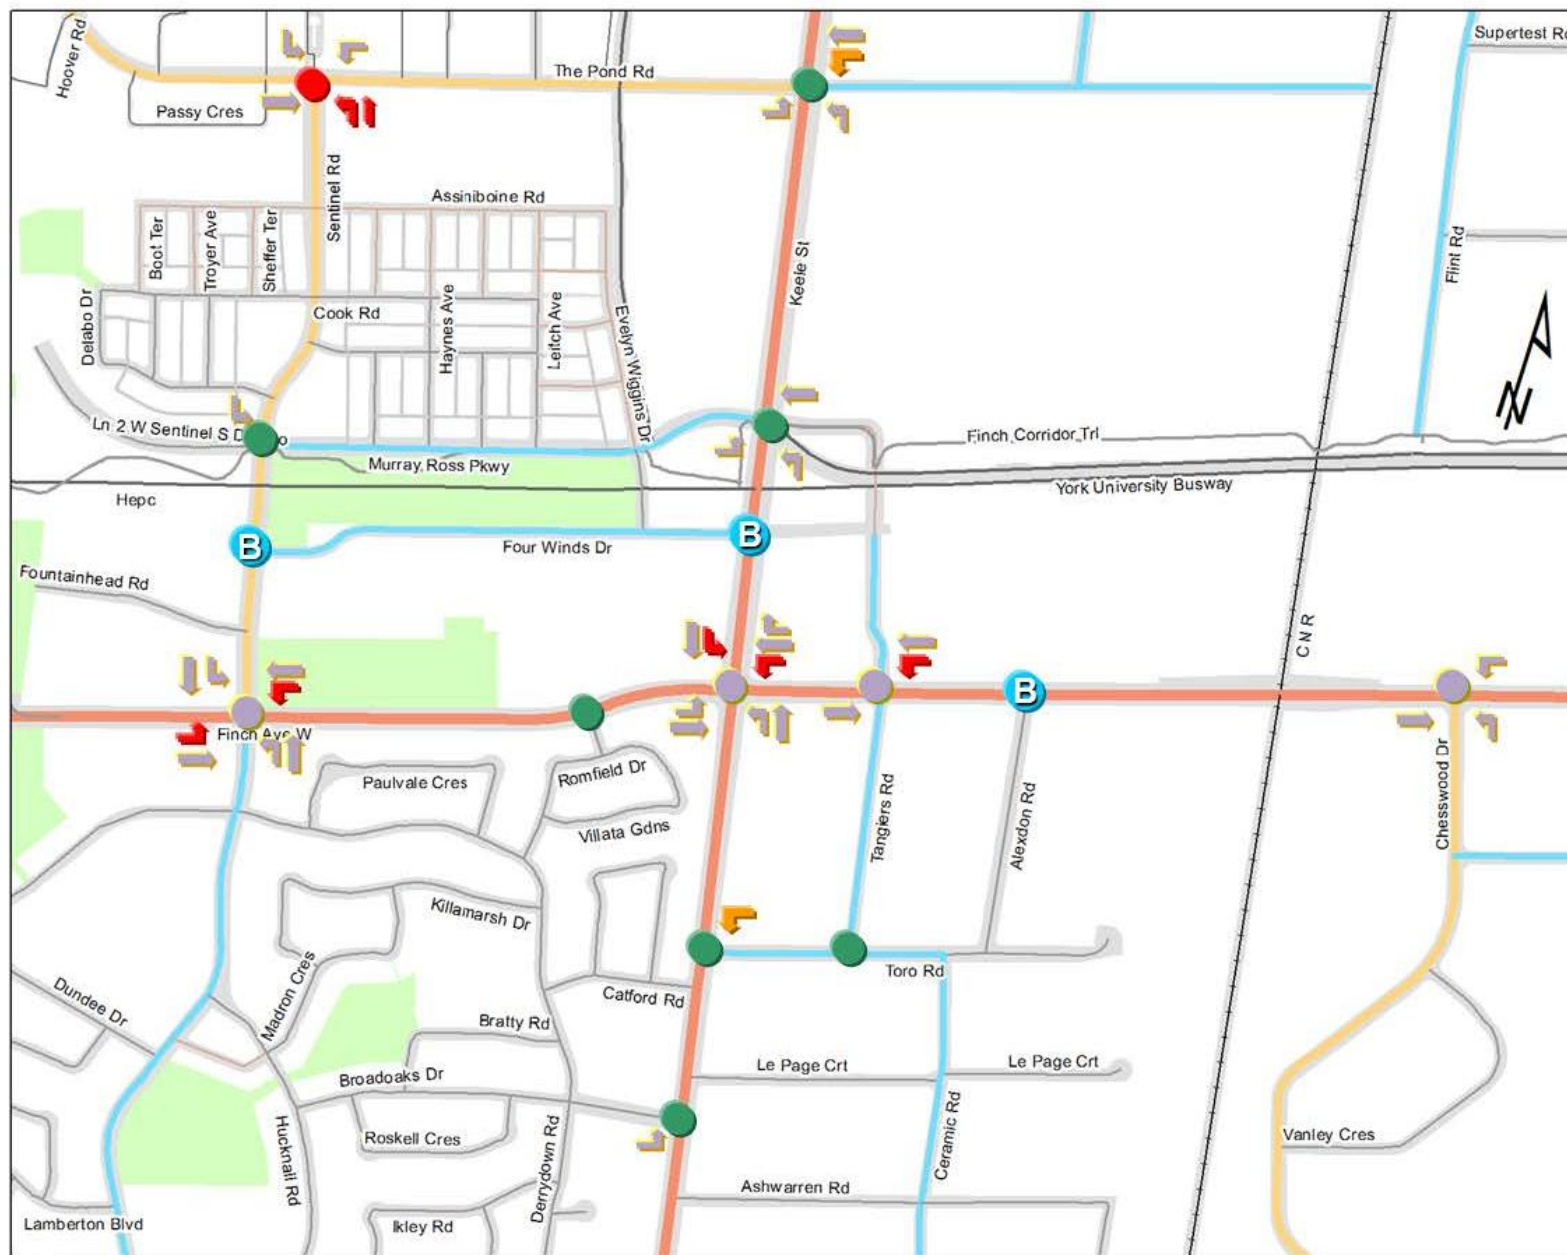 Hoover Rd
Supertest Rd
The Pond Rd
Passy Cres
Sentinel Rd
Assiniboine Rd
Boot Ter
Troyer Ave
Sheffer Ter
Keele St
Flint Rd
Delabo Dr
Cook Rd
Haynes Ave
Leitch Ave
Evelyn Wiggins Dr
N
Ln 2 W Sentinel S D o
Murray Ross Pkwy
Finch Corridor Trl
York University Busway
Hepc
B
B
Four Winds Dr
Fountainhead Rd
C N R
B
Finch Ave W
Paulvale Cres
Romfield Dr
Villata Gdns
Tangiers Rd
Alexdon Rd
Chesswood Dr
Killamarsh Dr
Toro Rd
Madron Cres
Dundee Dr
Catford Rd
Bratty Rd
Le Page Crt
Le Page Crt
Broadoaks Dr
Roskell Cres
Hucknall Rd
Derrydown Rd
Ceramic Rd
Vanley Cres
Ashwarren Rd
Lamberton Blvd
Ikley Rd